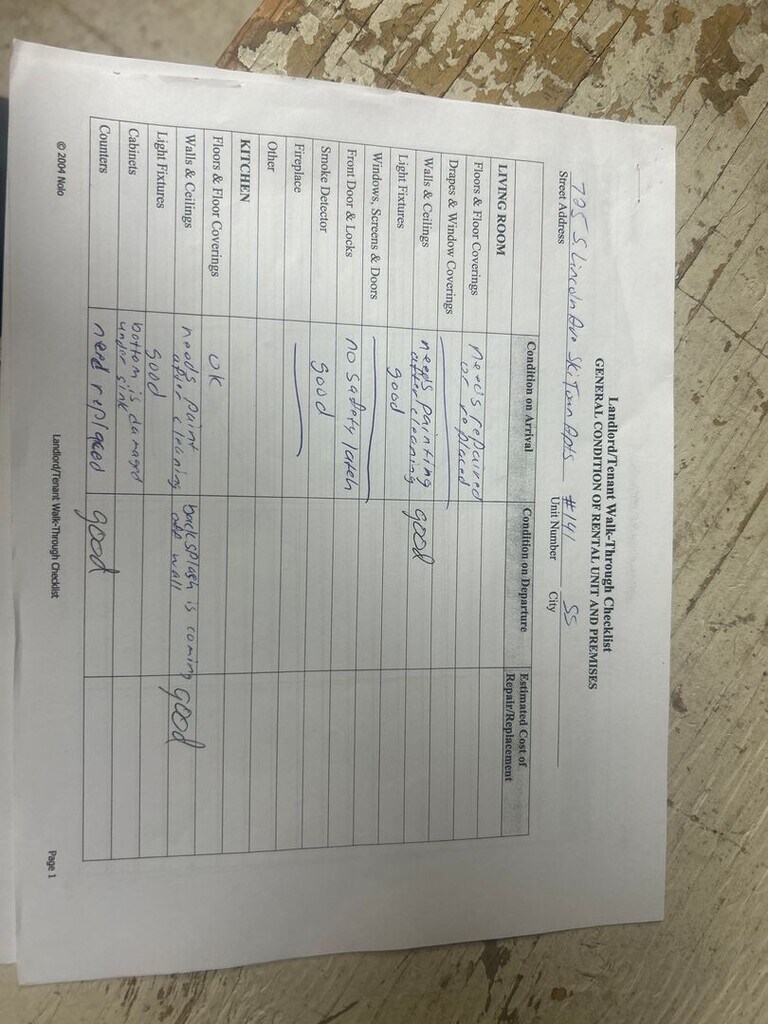 Landlord/Tenant Walk-Through Checklist
GENERAL CONDITION OF RENTAL UNIT AND PREMISES
725 S. Lincoln Ave Ski Town Apts #141 SS
Street Address Unit Number City
Condition on Arrival Condition on Departure Estimated Cost of Repair/Replacement
LIVING ROOM
Floors & Floor Coverings needs repaired or replaced
Drapes & Window Coverings
Walls & Ceilings needs painting after cleaning good
Light Fixtures good
Windows, Screens & Doors
Front Door & Locks no safety latch
Smoke Detector good
Fireplace
Other
KITCHEN
Floors & Floor Coverings ok
Walls & Ceilings needs paint after cleaning backsplash is coming off wall good
Light Fixtures good
Cabinets bottom is damagd under sink
Counters need replaced good
© 2004 Nolo Landlord/Tenant Walk-Through Checklist Page 1